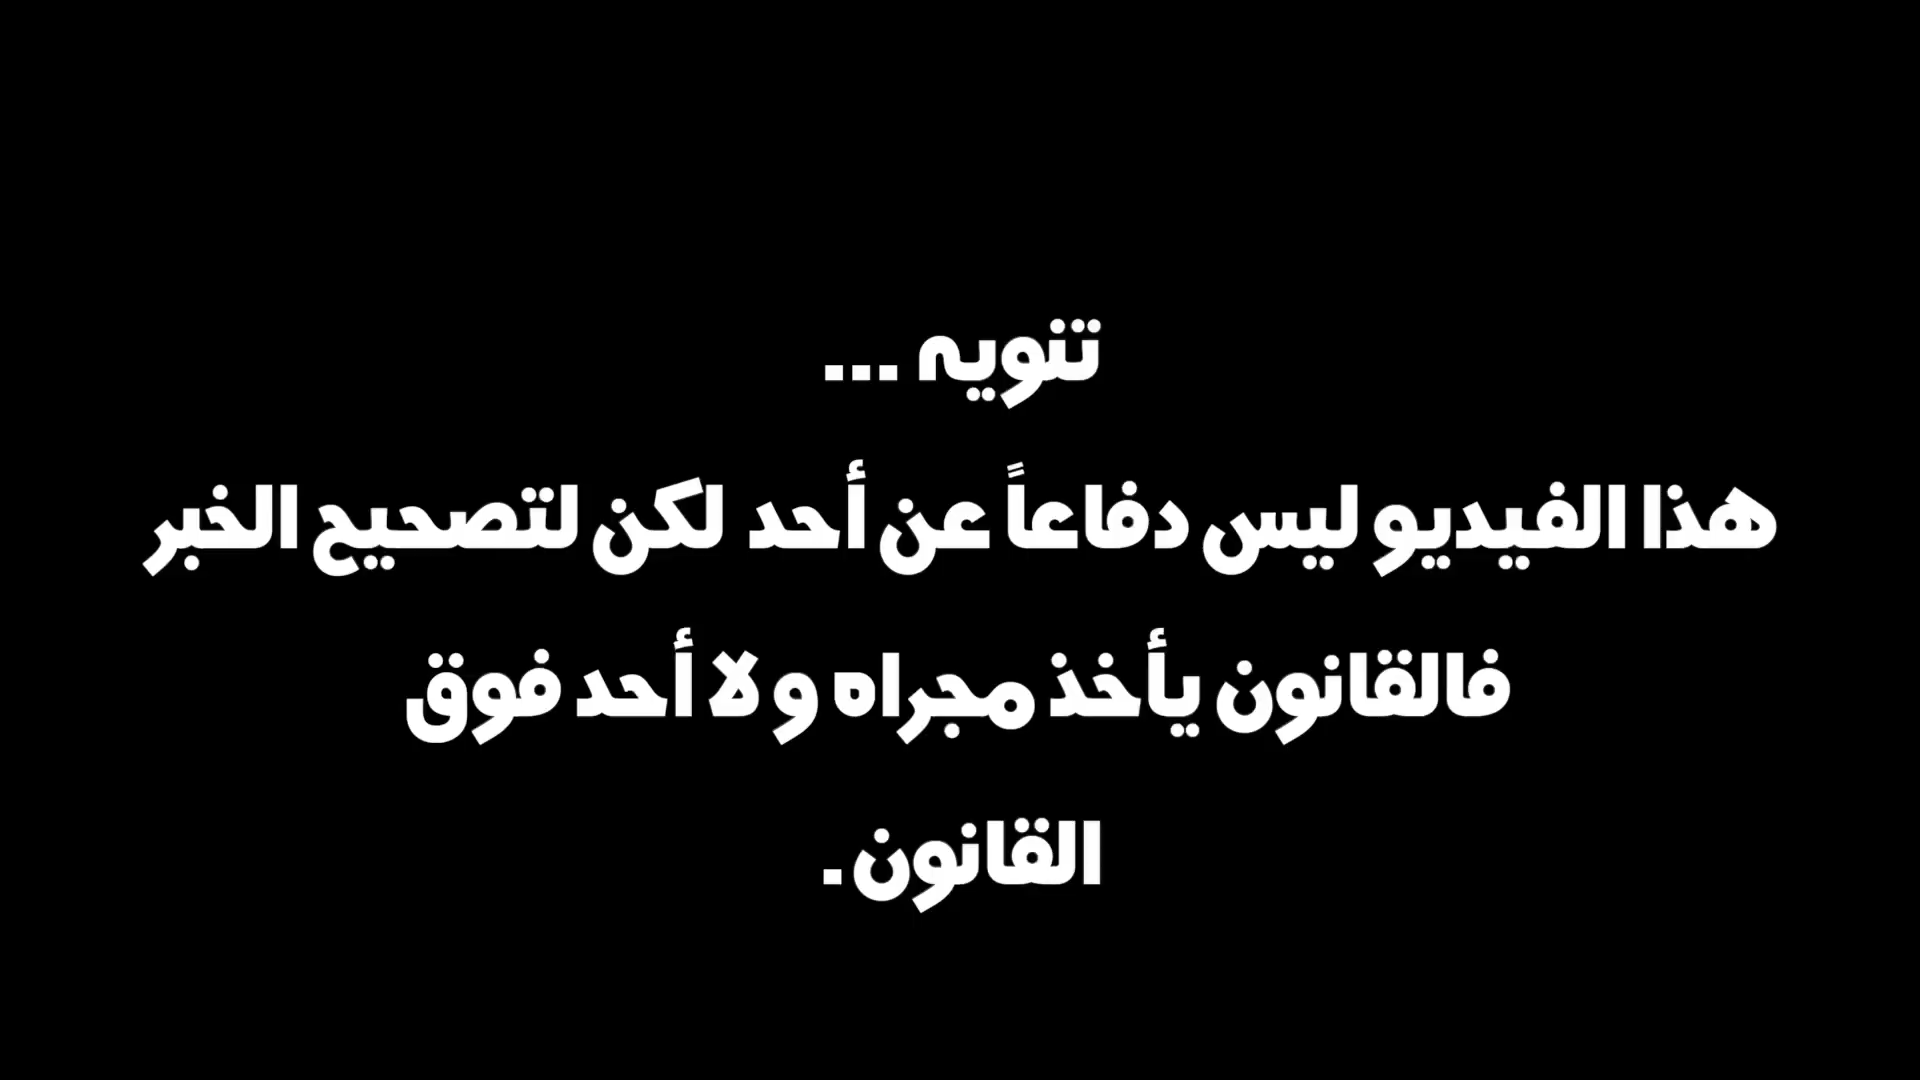 تنويه ...
هذا الفيديو ليس دفاعاً عن أحد لكن لتصحيح الخبر
فالقانون يأخذ مجراه و لا أحد فوق
القانون .